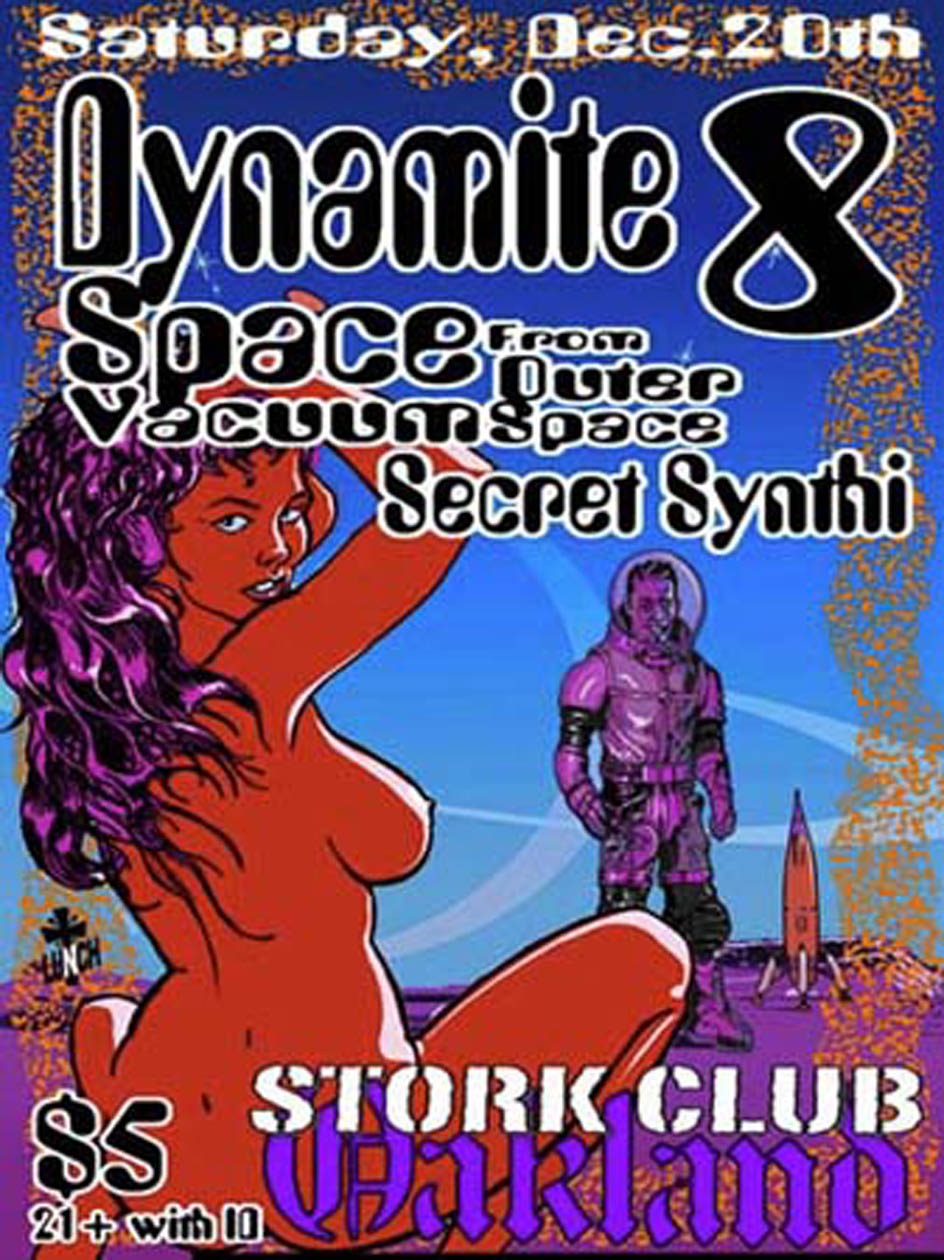 Saturday, Dec.20th
Dynamite 8
Space Vacuum
From Outer Space
Secret Synthi
LUNCH
STORK CLUB
Oakland
$5
21+ with ID